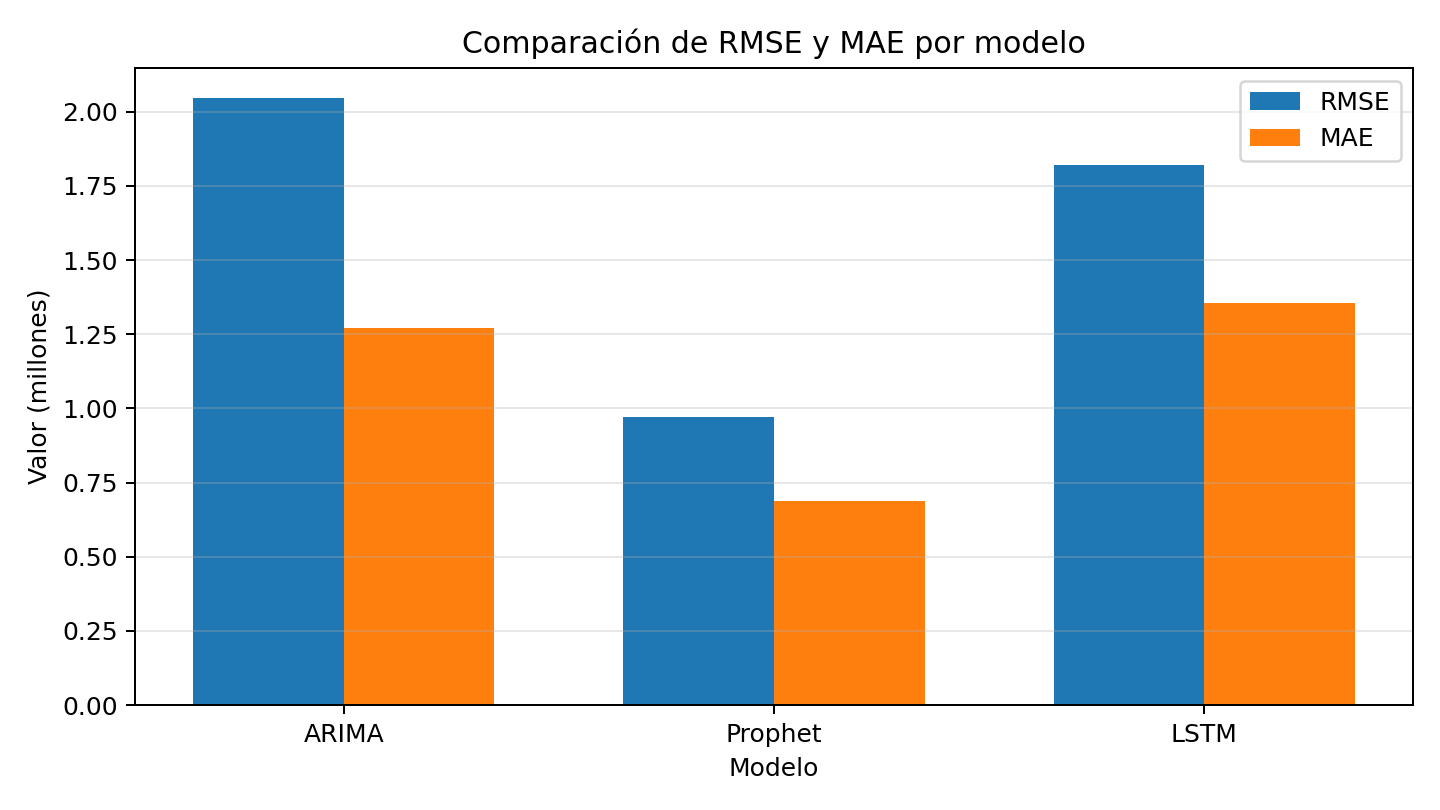 Comparación de RMSE y MAE por modelo
RMSE
MAE
Valor (millones)
2.00
1.75
1.50
1.25
1.00
0.75
0.50
0.25
0.00
ARIMA
Prophet
LSTM
Modelo